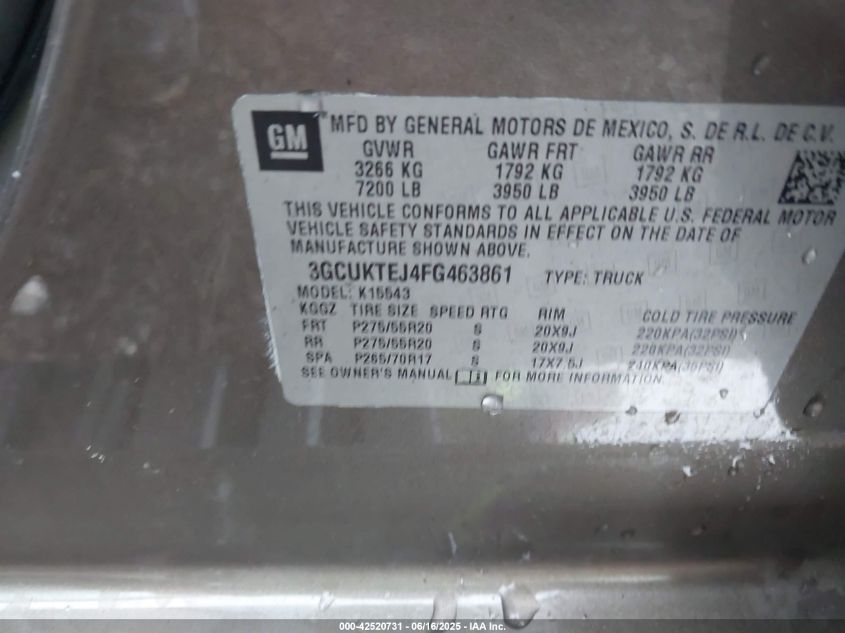 GM
MFD BY GENERAL MOTORS DE MEXICO, S. DE R.L. DE C.V.
GVWR GAWR FRT GAWR RR
3266 KG 1792 KG 1792 KG
7200 LB 3950 LB 3950 LB
THIS VEHICLE CONFORMS TO ALL APPLICABLE U.S. FEDERAL MOTOR
VEHICLE SAFETY STANDARDS IN EFFECT ON THE DATE OF
MANUFACTURE SHOWN ABOVE.
3GCUKTEJ4FG463861 TYPE: TRUCK
MODEL: K15543
KGGZ TIRE SIZE SPEED RTG RIM COLD TIRE PRESSURE
FRT P275/55R20 S 20X9J 220KPA(32PSI)
RR P275/55R20 S 20X9J 220KPA(32PSI)
SPA P265/70R17 S 17X7.5J 240KPA(35PSI)
SEE OWNER'S MANUAL FOR MORE INFORMATION.
000-42520731 - 06/16/2025 - IAA Inc.